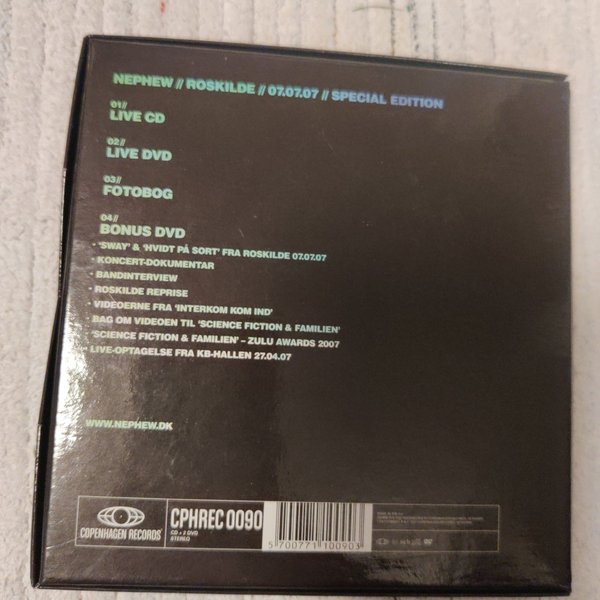 NEPHEW // ROSKILDE // 07.07.07 // SPECIAL EDITION
01//
LIVE CD
02//
LIVE DVD
03//
FOTOBOG
04//
BONUS DVD
· 'SWAY' & 'HVIDT PÅ SORT' FRA ROSKILDE 07.07.07
· KONCERT-DOKUMENTAR
· BANDINTERVIEW
· ROSKILDE REPRISE
· VIDEOERNE FRA 'INTERKOM KOM IND'
· BAG OM VIDEOEN TIL 'SCIENCE FICTION & FAMILIEN'
· 'SCIENCE FICTION & FAMILIEN' – ZULU AWARDS 2007
· LIVE-OPTAGELSE FRA KB-HALLEN 27.04.07
WWW.NEPHEW.DK
COPENHAGEN RECORDS
CPHREC 0090
CD + 2 DVD
STEREO
5 700771 100903